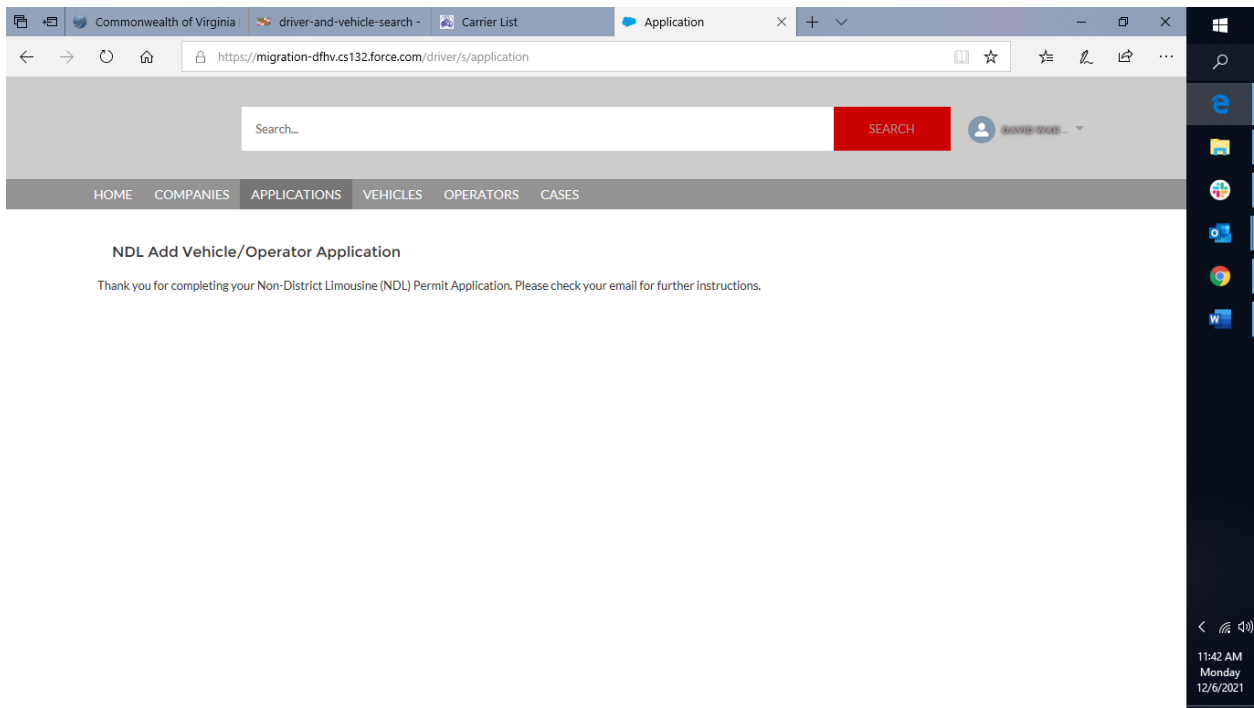 Commonwealth of Virginia
driver-and-vehicle-search -
Carrier List
Application
https://migration-dfhv.cs132.force.com/driver/s/application
Search...
SEARCH
HOME COMPANIES APPLICATIONS VEHICLES OPERATORS CASES
NDL Add Vehicle/Operator Application
Thank you for completing your Non-District Limousine (NDL) Permit Application. Please check your email for further instructions.
11:42 AM
Monday
12/6/2021